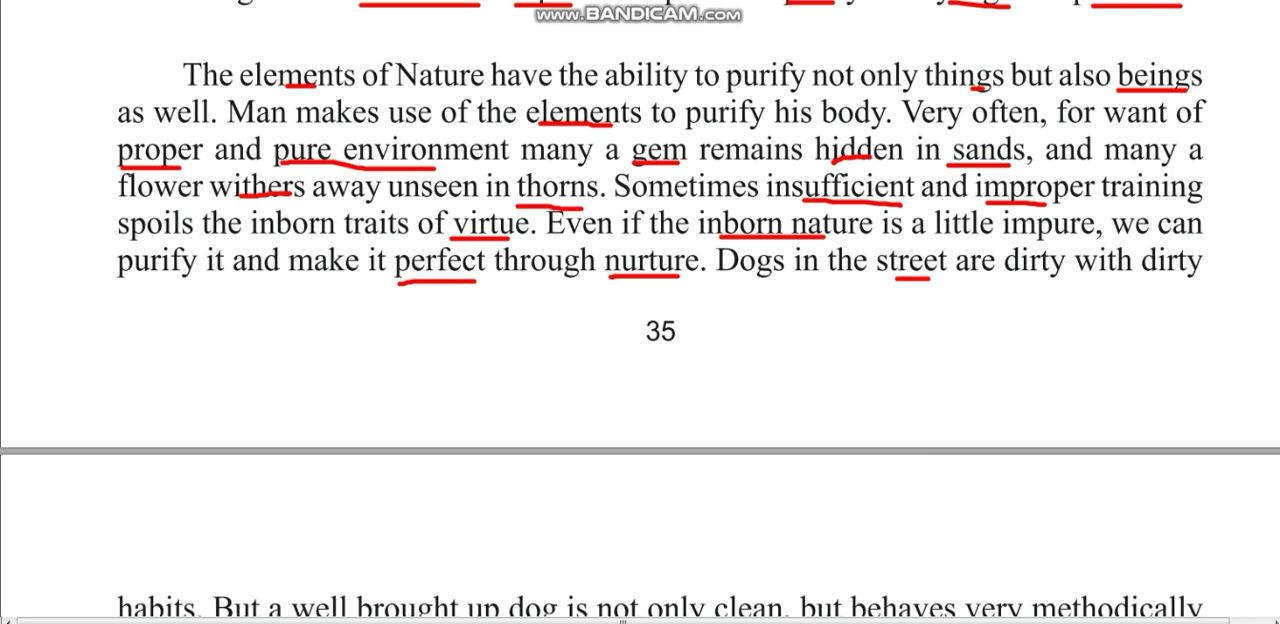 www.BANDICAM.com
The elements of Nature have the ability to purify not only things but also beings
as well. Man makes use of the elements to purify his body. Very often, for want of
proper and pure environment many a gem remains hidden in sands, and many a
flower withers away unseen in thorns. Sometimes insufficient and improper training
spoils the inborn traits of virtue. Even if the inborn nature is a little impure, we can
purify it and make it perfect through nurture. Dogs in the street are dirty with dirty
35
habits. But a well brought up dog is not only clean, but behaves very methodically